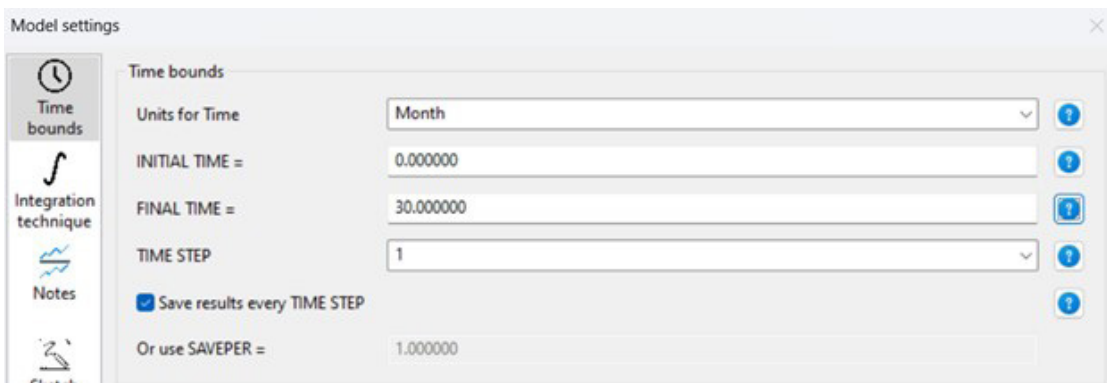 Model settings
Time bounds
Time
bounds
Units for Time
Month
INITIAL TIME =
0.000000
Integration
technique
FINAL TIME =
30.000000
TIME STEP
1
Notes
Save results every TIME STEP
Or use SAVEPER =
1.000000